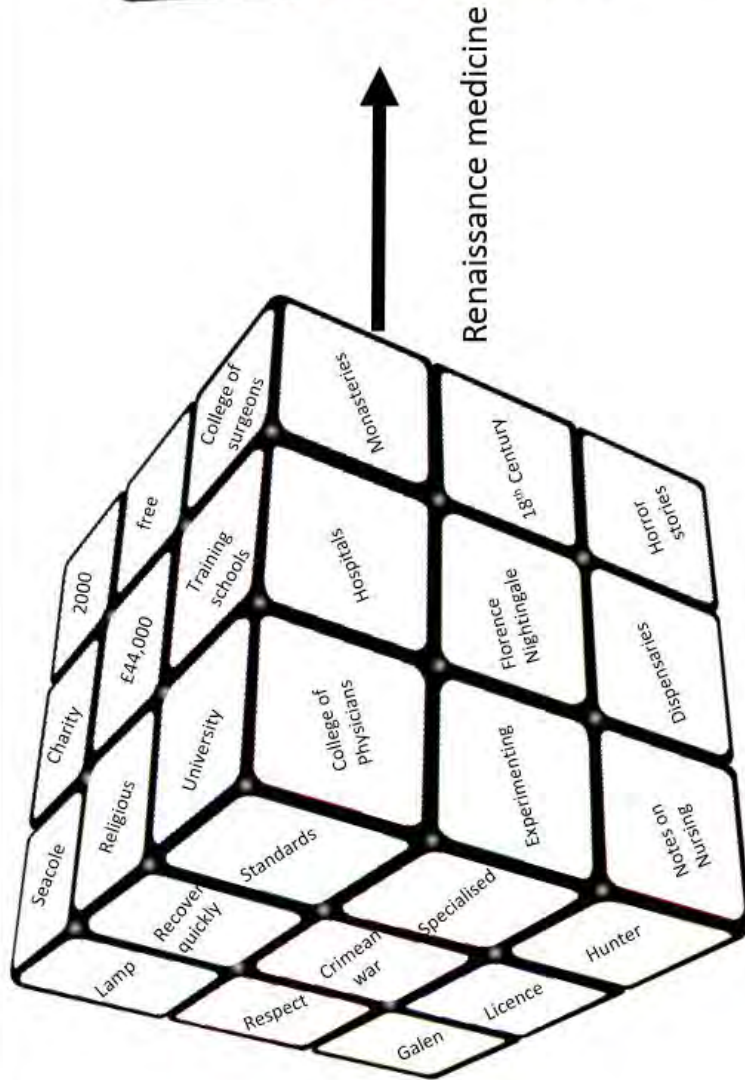 2000
free
College of
surgeons
Charity
£44,000
Training
schools
Seacole
Religious
University
Lamp
Recover
quickly
Standards
Respect
Crimean
war
Specialised
Galen
Licence
Hunter
College of
Physicians
Hospitals
Monasteries
Experimenting
Florence
Nightingale
18th Century
Notes on
Nursing
Dispensaries
Horror
stories
Renaissance medicine